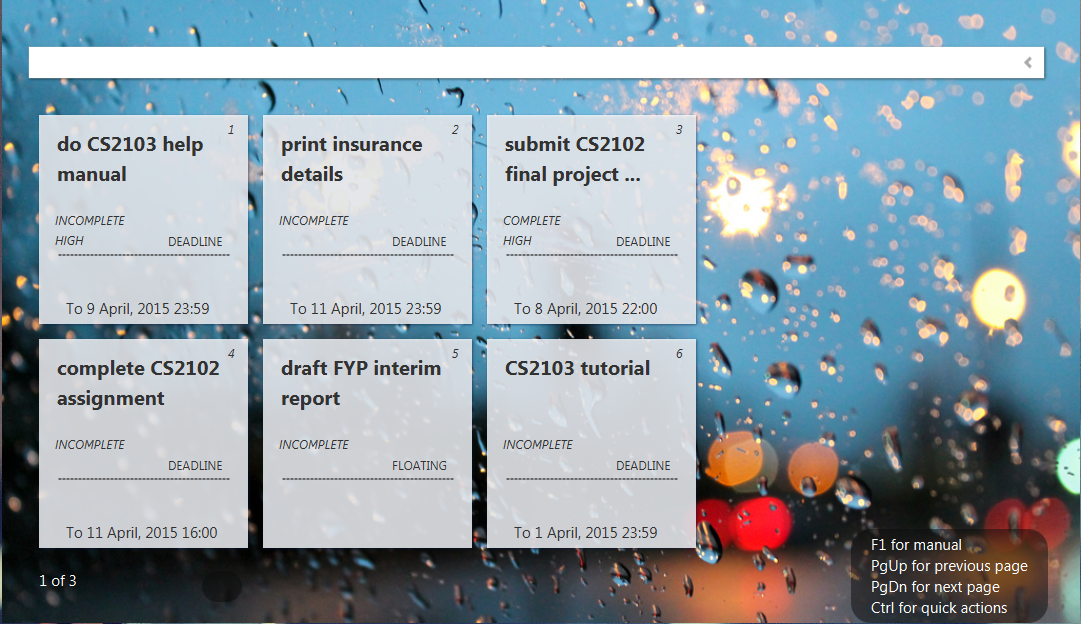 1
do CS2103 help
manual
INCOMPLETE
HIGH DEADLINE
To 9 April, 2015 23:59
2
print insurance
details
INCOMPLETE
DEADLINE
To 11 April, 2015 23:59
3
submit CS2102
final project ...
COMPLETE
HIGH DEADLINE
To 8 April, 2015 22:00
4
complete CS2102
assignment
INCOMPLETE
DEADLINE
To 11 April, 2015 16:00
5
draft FYP interim
report
INCOMPLETE
FLOATING
6
CS2103 tutorial
INCOMPLETE
DEADLINE
To 1 April, 2015 23:59
1 of 3
F1 for manual
PgUp for previous page
PgDn for next page
Ctrl for quick actions